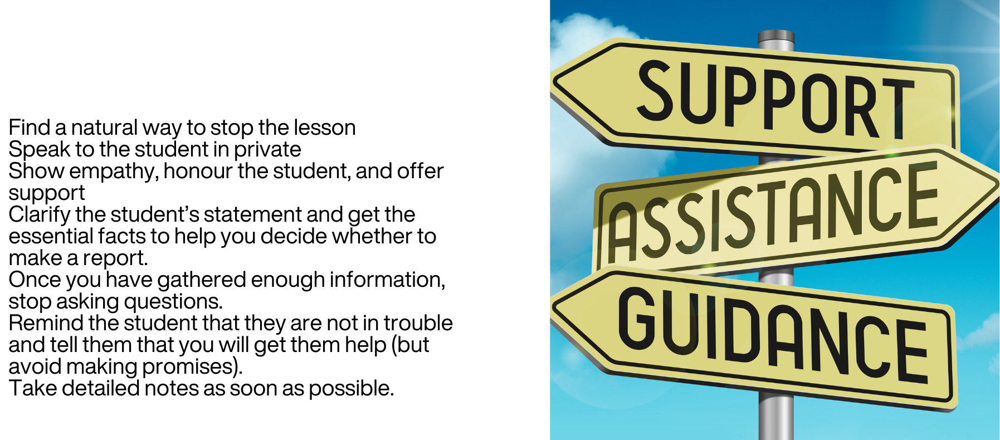 Find a natural way to stop the lesson
Speak to the student in private
Show empathy, honour the student, and offer
support
Clarify the student’s statement and get the
essential facts to help you decide whether to
make a report.
Once you have gathered enough information,
stop asking questions.
Remind the student that they are not in trouble
and tell them that you will get them help (but
avoid making promises).
Take detailed notes as soon as possible.
SUPPORT
ASSISTANCE
GUIDANCE